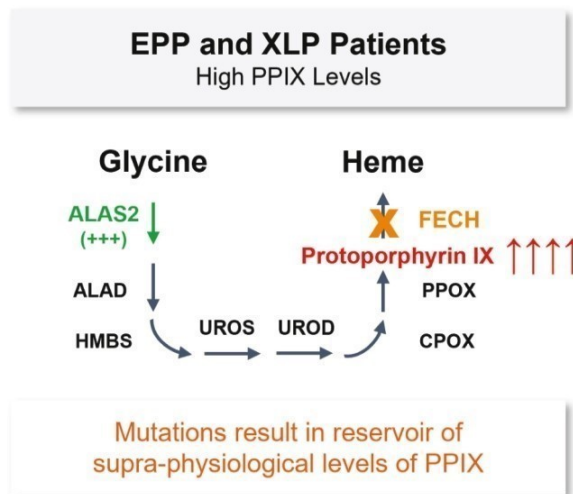 EPP and XLP Patients
High PPIX Levels
Glycine
Heme
ALAS2
(+++)
X
FECH
Protoporphyrin IX
ALAD
PPOX
HMBS
UROS
UROD
CPOX
Mutations result in reservoir of
supra-physiological levels of PPIX